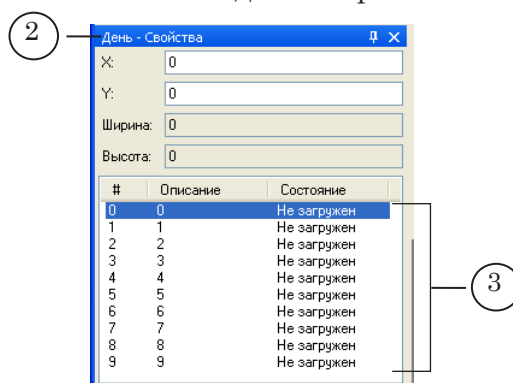 2
День - Свойства
X: 0
Y: 0
Ширина: 0
Высота: 0
# Описание Состояние
0 0 Не загружен
1 1 Не загружен
2 2 Не загружен
3 3 Не загружен
4 4 Не загружен
5 5 Не загружен
6 6 Не загружен
7 7 Не загружен
8 8 Не загружен
9 9 Не загружен
3